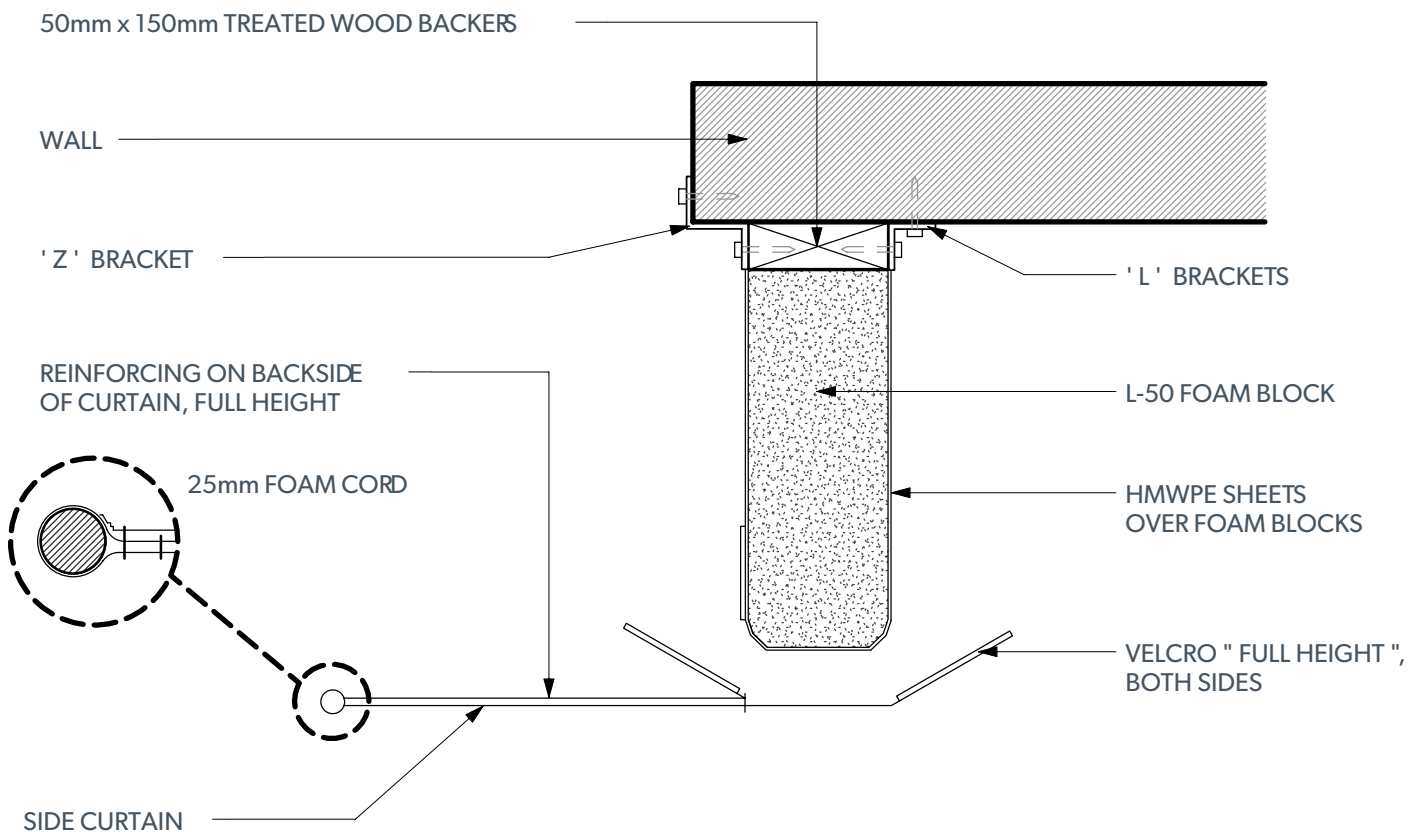 50mm x 150mm TREATED WOOD BACKERS
WALL
' Z ' BRACKET
' L ' BRACKETS
REINFORCING ON BACKSIDE
OF CURTAIN, FULL HEIGHT
L-50 FOAM BLOCK
25mm FOAM CORD
HMWPE SHEETS
OVER FOAM BLOCKS
VELCRO " FULL HEIGHT ",
BOTH SIDES
SIDE CURTAIN